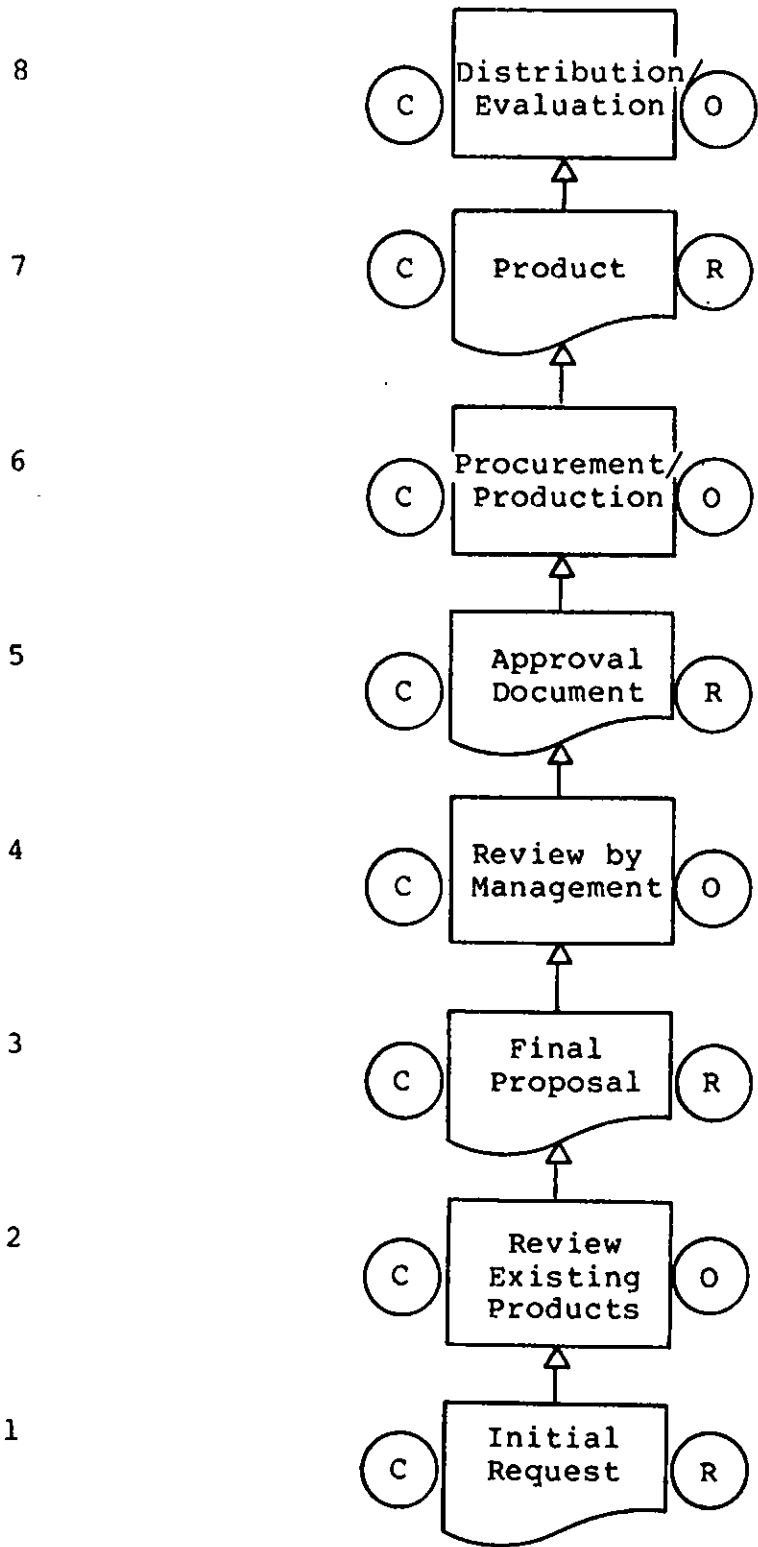 8
Distribution/
C Evaluation O
7
C Product R
6
Procurement/
C Production O
5
Approval
C Document R
4
Review by
C Management O
3
Final
C Proposal R
2
Review
C Existing O
Products
1
Initial
C Request R